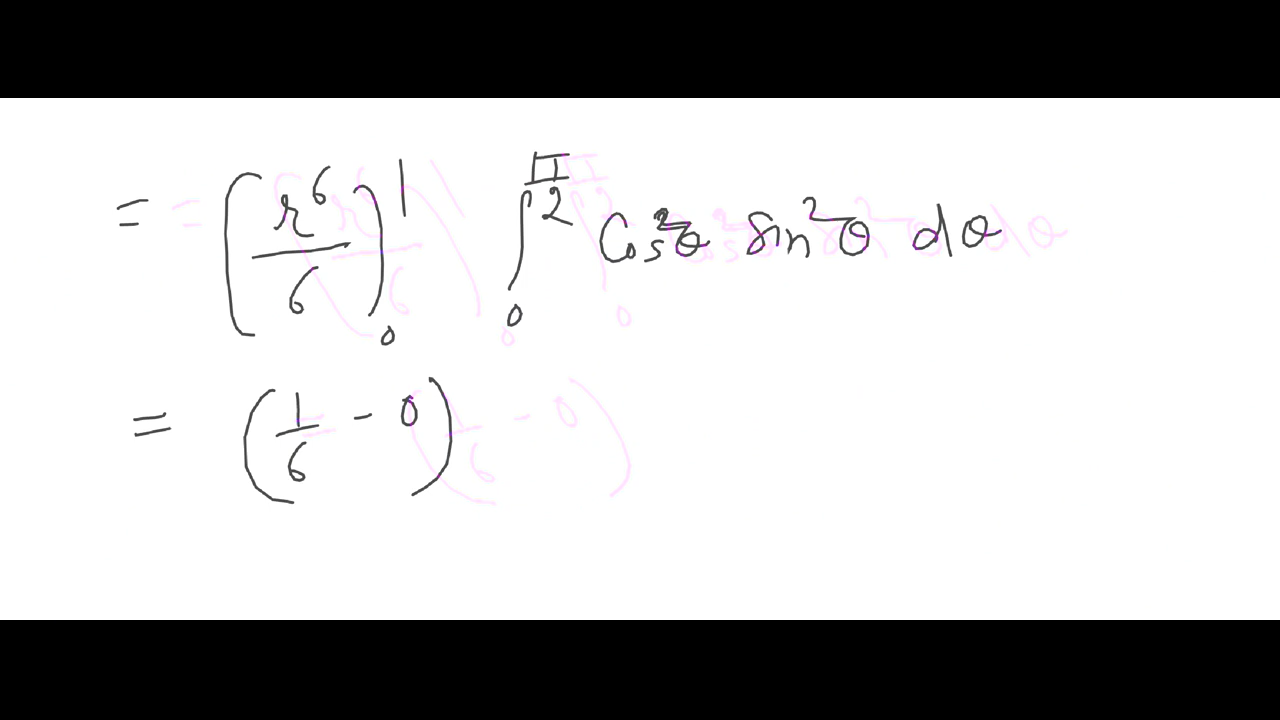 = (r⁶/6)₀¹ ∫₀^(π/2) Cos²θ Sin²θ dθ
= (1/6 - 0)